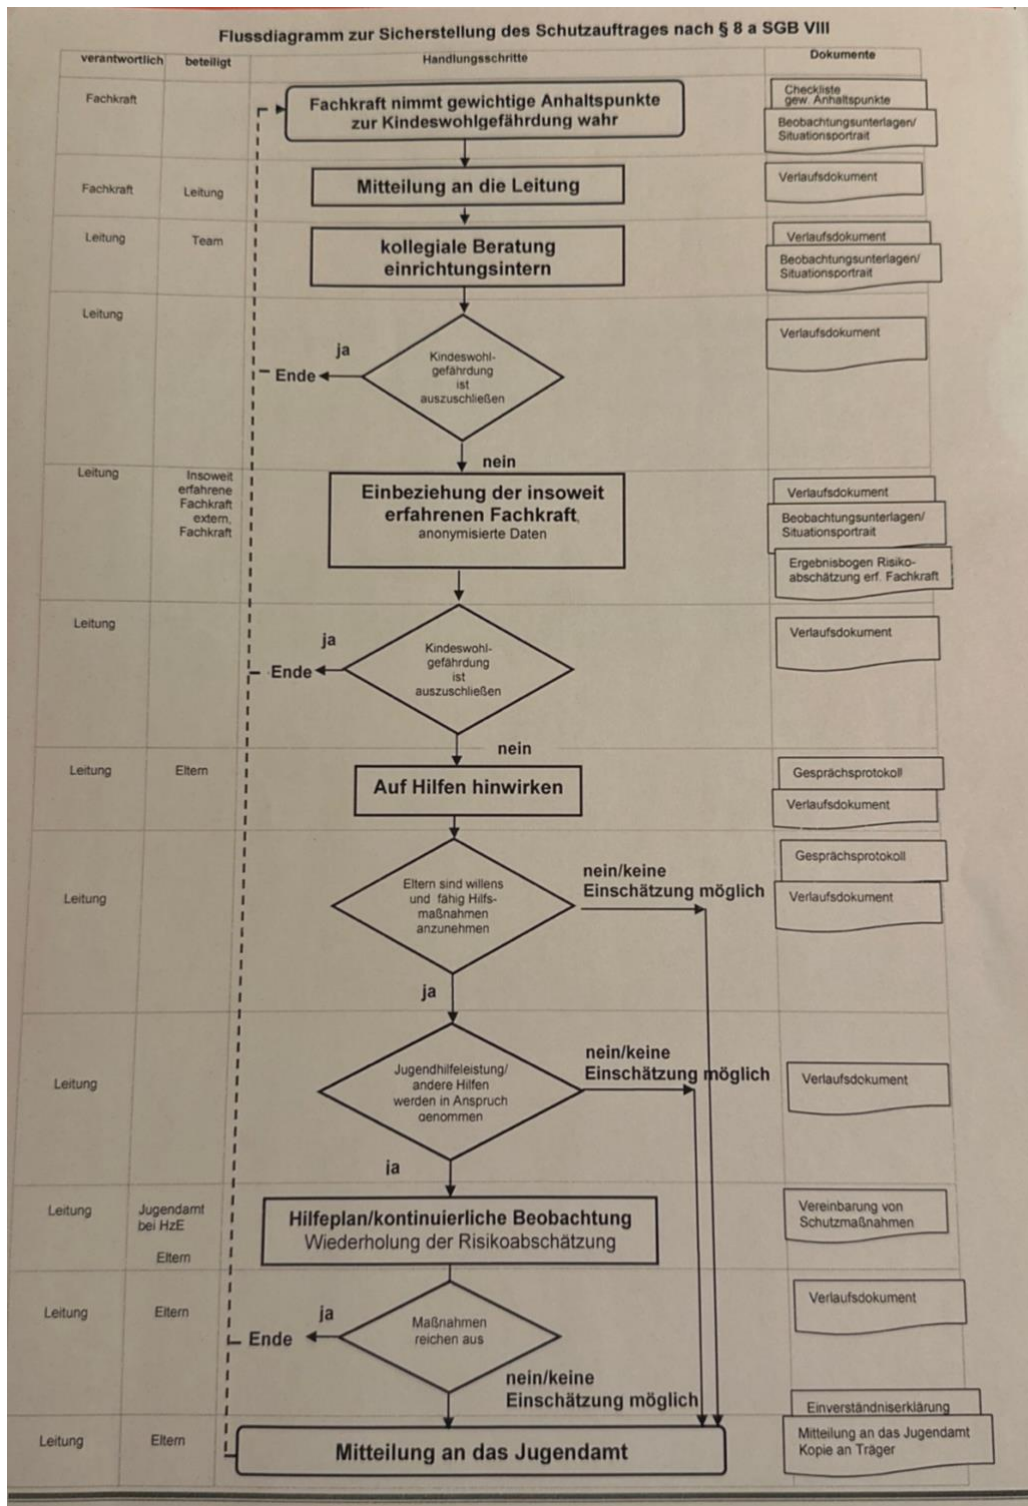 Flussdiagramm zur Sicherstellung des Schutzauftrages nach § 8 a SGB VIII
verantwortlich
beteiligt
Handlungsschritte
Dokumente
Fachkraft
Fachkraft nimmt gewichtige Anhaltspunkte
zur Kindeswohlgefährdung wahr
Checkliste
gew. Anhaltspunkte
Beobachtungsunterlagen/
Situationsportrait
Fachkraft
Leitung
Mitteilung an die Leitung
Verlaufsdokument
Leitung
Team
kollegiale Beratung
einrichtungsintern
Verlaufsdokument
Beobachtungsunterlagen/
Situationsportrait
Leitung
ja
Ende
Kindeswohl-
gefährdung
ist
auszuschließen
Verlaufsdokument
nein
Leitung
Insoweit
erfahrene
Fachkraft
extern,
Fachkraft
Einbeziehung der insoweit
erfahrenen Fachkraft,
anonymisierte Daten
Verlaufsdokument
Beobachtungsunterlagen/
Situationsportrait
Ergebnisbogen Risiko-
abschätzung erf. Fachkraft
Leitung
ja
Ende
Kindeswohl-
gefährdung
ist
auszuschließen
Verlaufsdokument
nein
Leitung
Eltern
Auf Hilfen hinwirken
Gesprächsprotokoll
Verlaufsdokument
Leitung
Eltern sind willens
und fähig Hilfs-
maßnahmen
anzunehmen
nein/keine
Einschätzung möglich
Gesprächsprotokoll
Verlaufsdokument
ja
Leitung
Jugendhilfeleistung/
andere Hilfen
werden in Anspruch
genommen
nein/keine
Einschätzung möglich
Verlaufsdokument
ja
Leitung
Jugendamt
bei HzE
Eltern
Hilfeplan/kontinuierliche Beobachtung
Wiederholung der Risikoabschätzung
Vereinbarung von
Schutzmaßnahmen
Leitung
Eltern
ja
Ende
Maßnahmen
reichen aus
Verlaufsdokument
nein/keine
Einschätzung möglich
Leitung
Eltern
Mitteilung an das Jugendamt
Einverständniserklärung
Mitteilung an das Jugendamt
Kopie an Träger